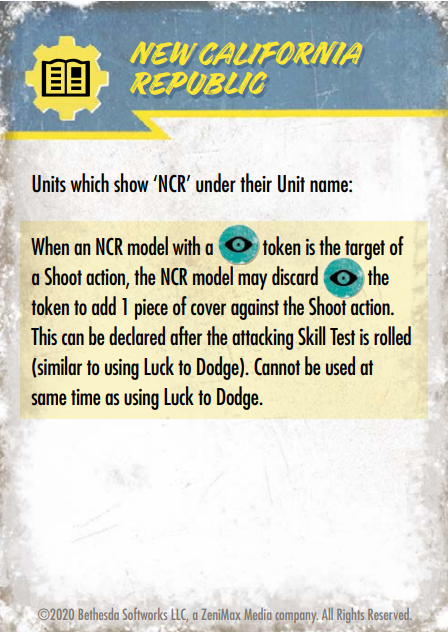 NEW CALIFORNIA
REPUBLIC
Units which show ‘NCR’ under their Unit name:
When an NCR model with a token is the target of
a Shoot action, the NCR model may discard the
token to add 1 piece of cover against the Shoot action.
This can be declared after the attacking Skill Test is rolled
(similar to using Luck to Dodge). Cannot be used at
same time as using Luck to Dodge.
©2020 Bethesda Softworks LLC, a ZeniMax Media company. All Rights Reserved.